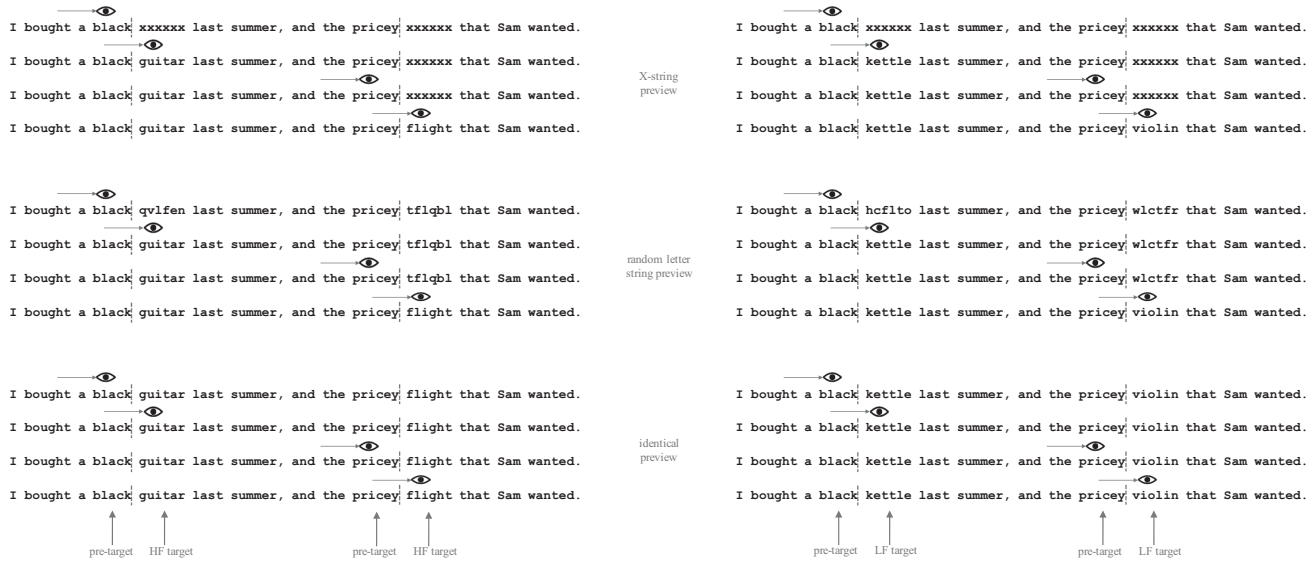 I bought a black xxxxxx last summer, and the pricey xxxxxx that Sam wanted.
I bought a black guitar last summer, and the pricey xxxxxx that Sam wanted.
I bought a black guitar last summer, and the pricey xxxxxx that Sam wanted.
I bought a black guitar last summer, and the pricey flight that Sam wanted.
X-string
preview
I bought a black xxxxxx last summer, and the pricey xxxxxx that Sam wanted.
I bought a black kettle last summer, and the pricey xxxxxx that Sam wanted.
I bought a black kettle last summer, and the pricey xxxxxx that Sam wanted.
I bought a black kettle last summer, and the pricey violin that Sam wanted.
I bought a black qvlfen last summer, and the pricey tflqbl that Sam wanted.
I bought a black guitar last summer, and the pricey tflqbl that Sam wanted.
I bought a black guitar last summer, and the pricey tflqbl that Sam wanted.
I bought a black guitar last summer, and the pricey flight that Sam wanted.
random letter
string preview
I bought a black hcflto last summer, and the pricey wlctfr that Sam wanted.
I bought a black kettle last summer, and the pricey wlctfr that Sam wanted.
I bought a black kettle last summer, and the pricey wlctfr that Sam wanted.
I bought a black kettle last summer, and the pricey violin that Sam wanted.
I bought a black guitar last summer, and the pricey flight that Sam wanted.
I bought a black guitar last summer, and the pricey flight that Sam wanted.
I bought a black guitar last summer, and the pricey flight that Sam wanted.
I bought a black guitar last summer, and the pricey flight that Sam wanted.
identical
preview
I bought a black kettle last summer, and the pricey violin that Sam wanted.
I bought a black kettle last summer, and the pricey violin that Sam wanted.
I bought a black kettle last summer, and the pricey violin that Sam wanted.
I bought a black kettle last summer, and the pricey violin that Sam wanted.
pre-target HF target pre-target HF target
pre-target LF target pre-target LF target